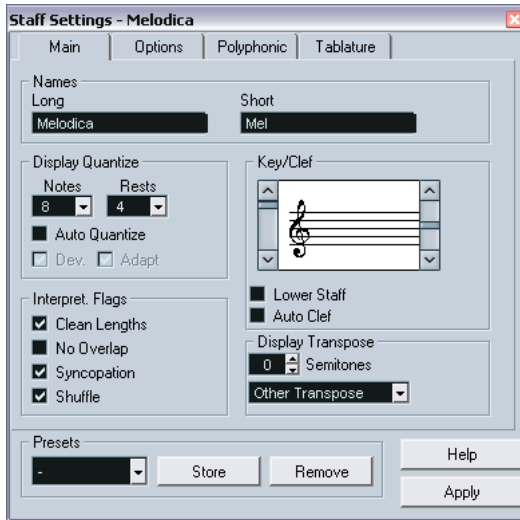 Staff Settings - Melodica
Main Options Polyphonic Tablature
Names
Long Short
Melodica Mel
Display Quantize Key/Clef
Notes Rests
8 4
Auto Quantize
Dev. Adapt
Lower Staff
Interpret. Flags
Auto Clef
Clean Lengths
No Overlap
Syncopation
Shuffle
Display Transpose
0 Semitones
Other Transpose
Presets
- Store Remove
Help
Apply